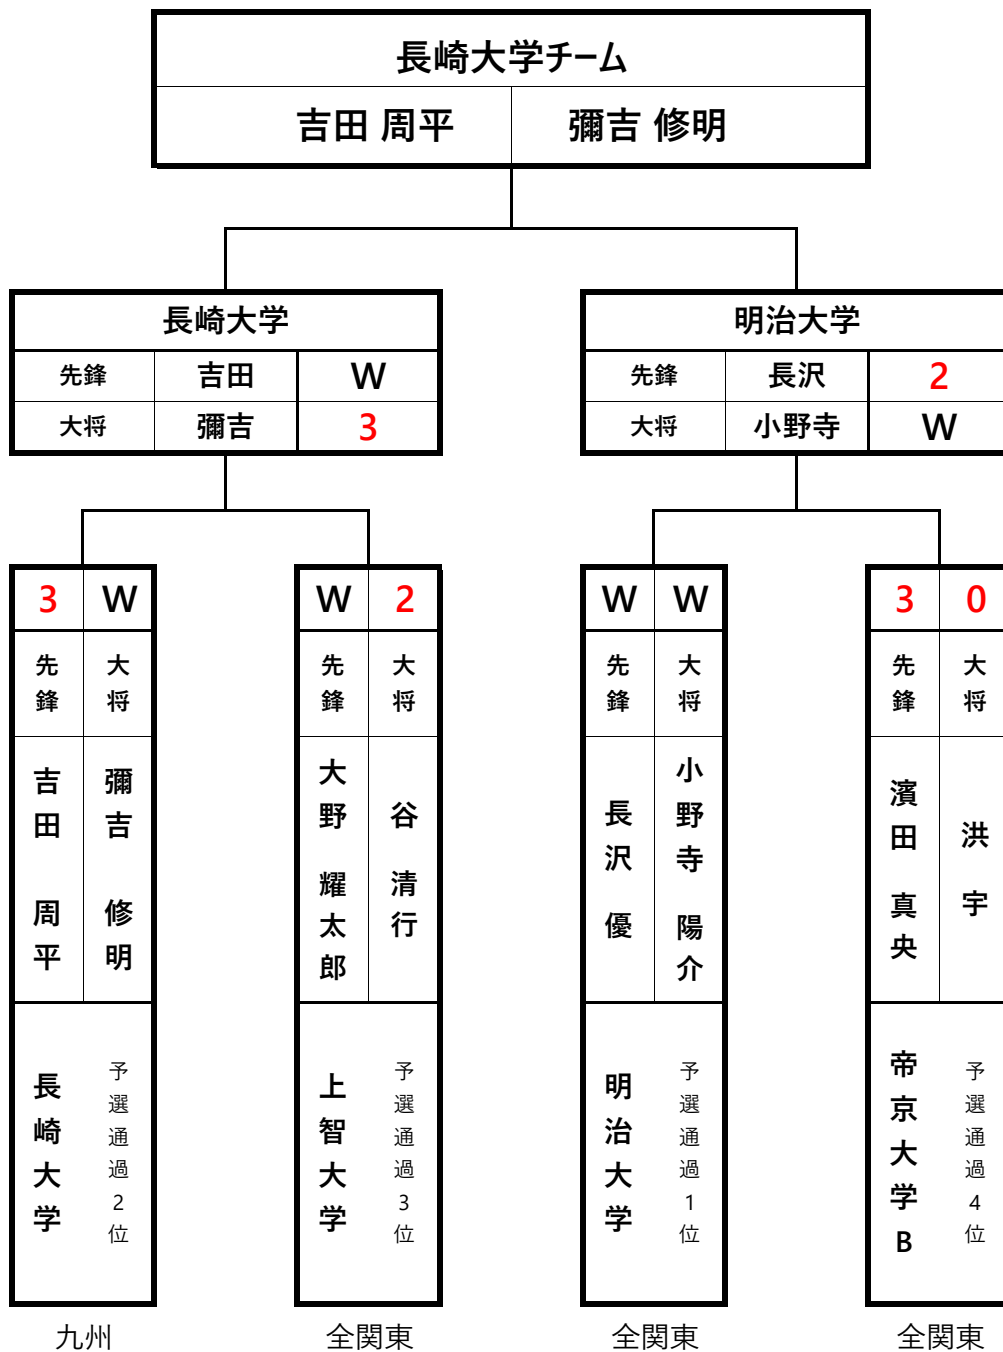 長崎大学チーム
吉田 周平
彌吉 修明
長崎大学
先鋒 吉田 W
大将 彌吉 3
明治大学
先鋒 長沢 2
大将 小野寺 W
3 W
先鋒
大将
吉田 周平
彌吉 修明
長崎大学
予選通過2位
九州
W 2
先鋒
大将
大野 耀太郎
谷 清行
上智大学
予選通過3位
全関東
W W
先鋒
大将
長沢 優
小野寺 陽介
明治大学
予選通過1位
全関東
3 0
先鋒
大将
濱田 真央
洪 宇
帝京大学B
予選通過4位
全関東